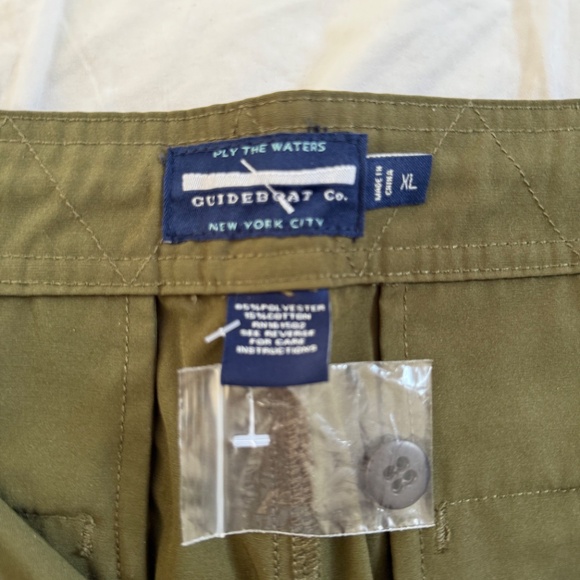 PLY THE WATERS
GUIDEBOAT Co.
NEW YORK CITY
MADE IN
CHINA
XL
85%POLYESTER
15%COTTON
RN161502
SEE REVERSE
FOR CARE
INSTRUCTIONS